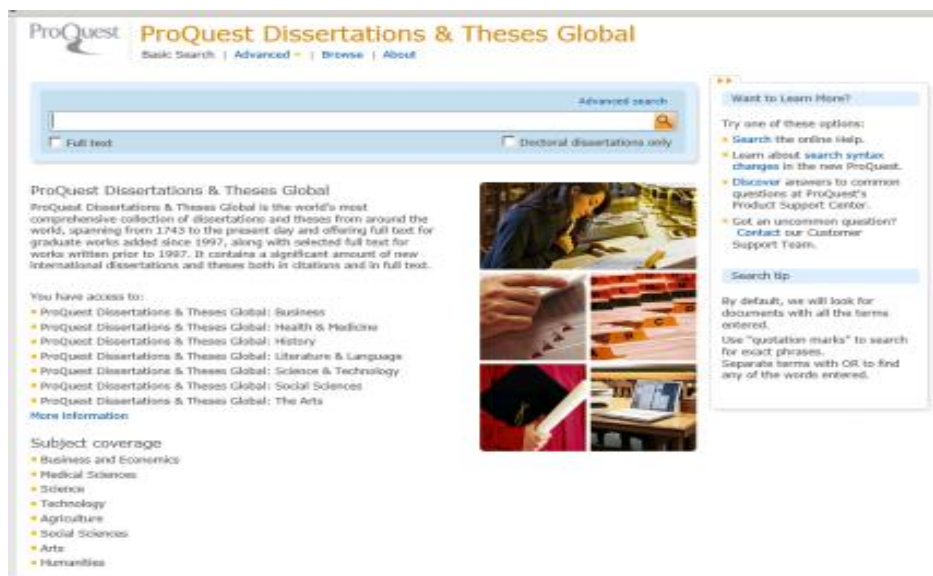 ProQuest
ProQuest Dissertations & Theses Global
Basic Search | Advanced | Browse | About
Advanced search
Full text
Doctoral dissertations only
ProQuest Dissertations & Theses Global
ProQuest Dissertations & Theses Global is the world's most
comprehensive collection of dissertations and theses from around the
world, spanning from 1743 to the present day and offering full text for
graduate works added since 1997, along with selected full text for
works written prior to 1997. It contains a significant amount of new
international dissertations and theses both in citations and in full text.
You have access to:
ProQuest Dissertations & Theses Global: Business
ProQuest Dissertations & Theses Global: Health & Medicine
ProQuest Dissertations & Theses Global: History
ProQuest Dissertations & Theses Global: Literature & Language
ProQuest Dissertations & Theses Global: Science & Technology
ProQuest Dissertations & Theses Global: Social Sciences
ProQuest Dissertations & Theses Global: The Arts
More Information
Subject coverage
Business and Economics
Medical Sciences
Science
Technology
Agriculture
Social Sciences
Arts
Humanities
Want to Learn More?
Try one of these options:
Search the online Help.
Learn about search syntax
changes in the new ProQuest.
Discover answers to common
questions at ProQuest's
Product Support Center.
Got an uncommon question?
Contact our Customer
Support Team.
Search tip
By default, we will look for
documents with all the terms
entered.
Use "quotation marks" to search
for exact phrases.
Separate terms with OR to find
any of the words entered.